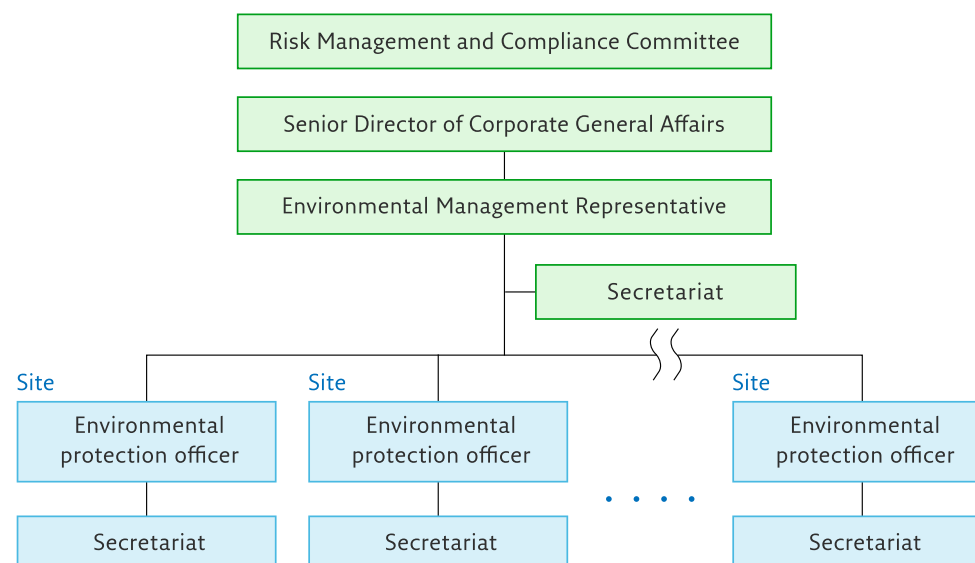 Risk Management and Compliance Committee
Senior Director of Corporate General Affairs
Environmental Management Representative
Secretariat
Site
Environmental
protection officer
Secretariat
Site
Environmental
protection officer
Secretariat
Site
Environmental
protection officer
Secretariat